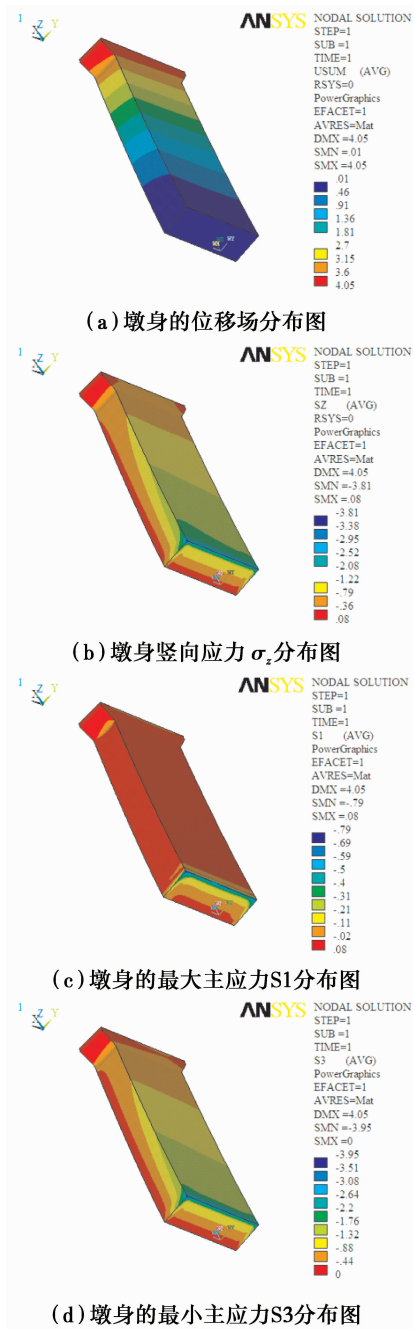 1
Z Y
ANSYS
NODAL SOLUTION
STEP=1
SUB =1
TIME=1
USUM (AVG)
RSYS=0
PowerGraphics
EFACET=1
AVRES=Mat
DMX =4.05
SMN =.01
SMX =4.05
.01
.46
.91
1.36
1.81
2.7
3.15
3.6
4.05
(a)墩身的位移场分布图
1
Z Y
ANSYS
NODAL SOLUTION
STEP=1
SUB =1
TIME=1
SZ (AVG)
RSYS=0
PowerGraphics
EFACET=1
AVRES=Mat
DMX =4.05
SMN =-3.81
SMX =.08
-3.81
-3.38
-2.95
-2.52
-2.08
-1.22
-.79
-.36
.08
(b)墩身竖向应力σz分布图
1
Z Y
ANSYS
NODAL SOLUTION
STEP=1
SUB =1
TIME=1
S1 (AVG)
PowerGraphics
EFACET=1
AVRES=Mat
DMX =4.05
SMN =-.79
SMX =.08
-.79
-.69
-.59
-.5
-.4
-.31
-.21
-.11
-.02
.08
(c)墩身的最大主应力S1分布图
1
Z Y
ANSYS
NODAL SOLUTION
STEP=1
SUB =1
TIME=1
S3 (AVG)
PowerGraphics
EFACET=1
AVRES=Mat
DMX =4.05
SMN =-3.95
SMX =0
-3.95
-3.51
-3.08
-2.64
-2.2
-1.76
-1.32
-.88
-.44
0
(d)墩身的最小主应力S3分布图